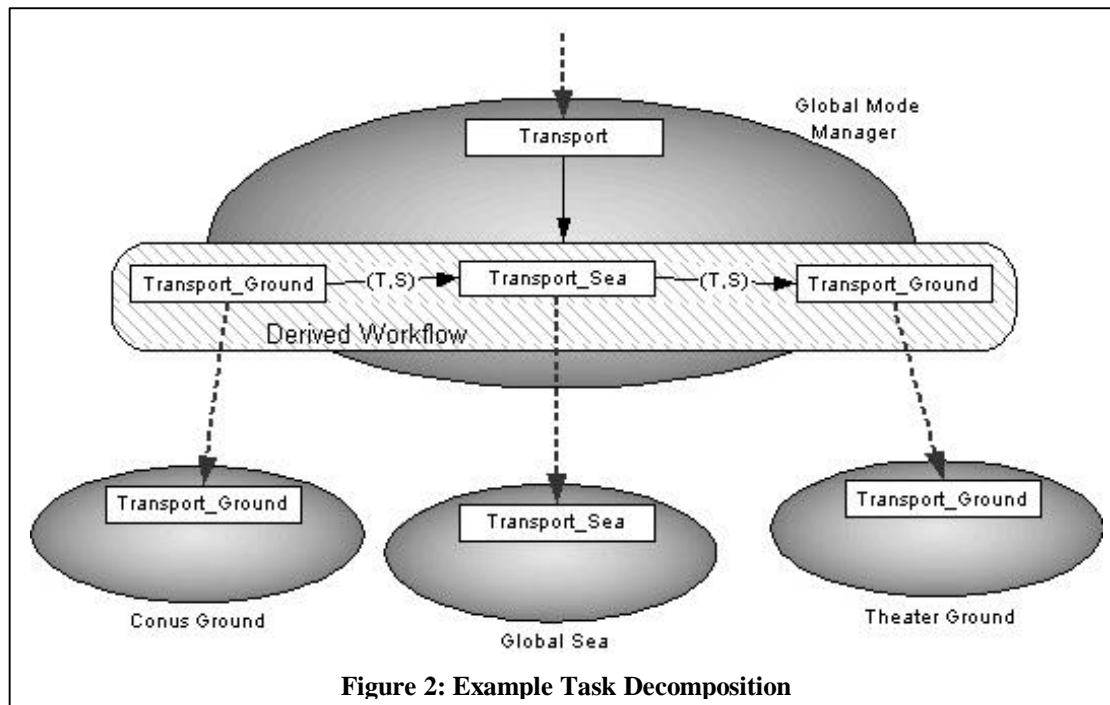 Global Mode
Manager
Transport
Transport_Ground
(T,S)
Transport_Sea
(T,S)
Transport_Ground
Derived Workflow
Transport_Ground
Transport_Sea
Transport_Ground
Conus Ground
Global Sea
Theater Ground
Figure 2: Example Task Decomposition